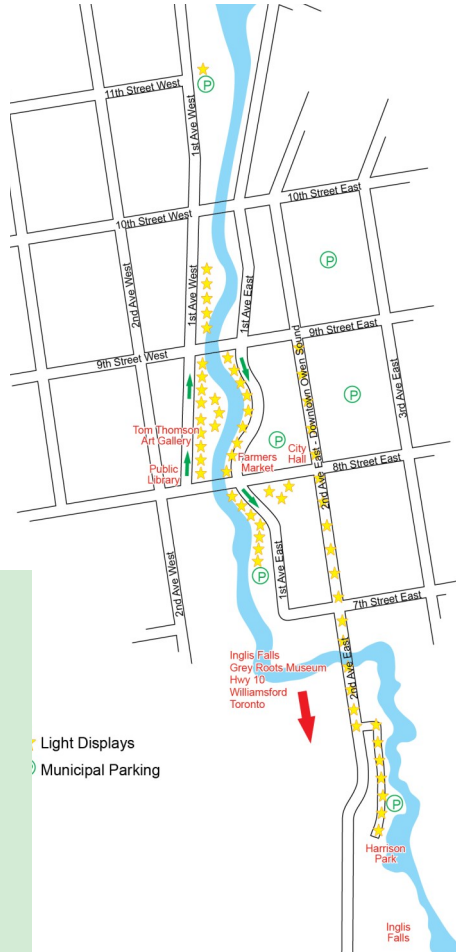 11th Street West
P
1st Ave West
10th Street East
10th Street West
P
2nd Ave West
1st Ave West
1st Ave East
9th Street East
9th Street West
2nd Ave East - Downtown Owen Sound
3rd Ave East
P
Tom Thomson
Art Gallery
Public
Library
Farmers
Market
P
City
Hall
8th Street East
2nd Ave West
1st Ave East
P
7th Street East
2nd Ave East
Inglis Falls
Grey Roots Museum
Hwy 10
Williamsford
Toronto
Light Displays
P Municipal Parking
P
Harrison
Park
Inglis
Falls